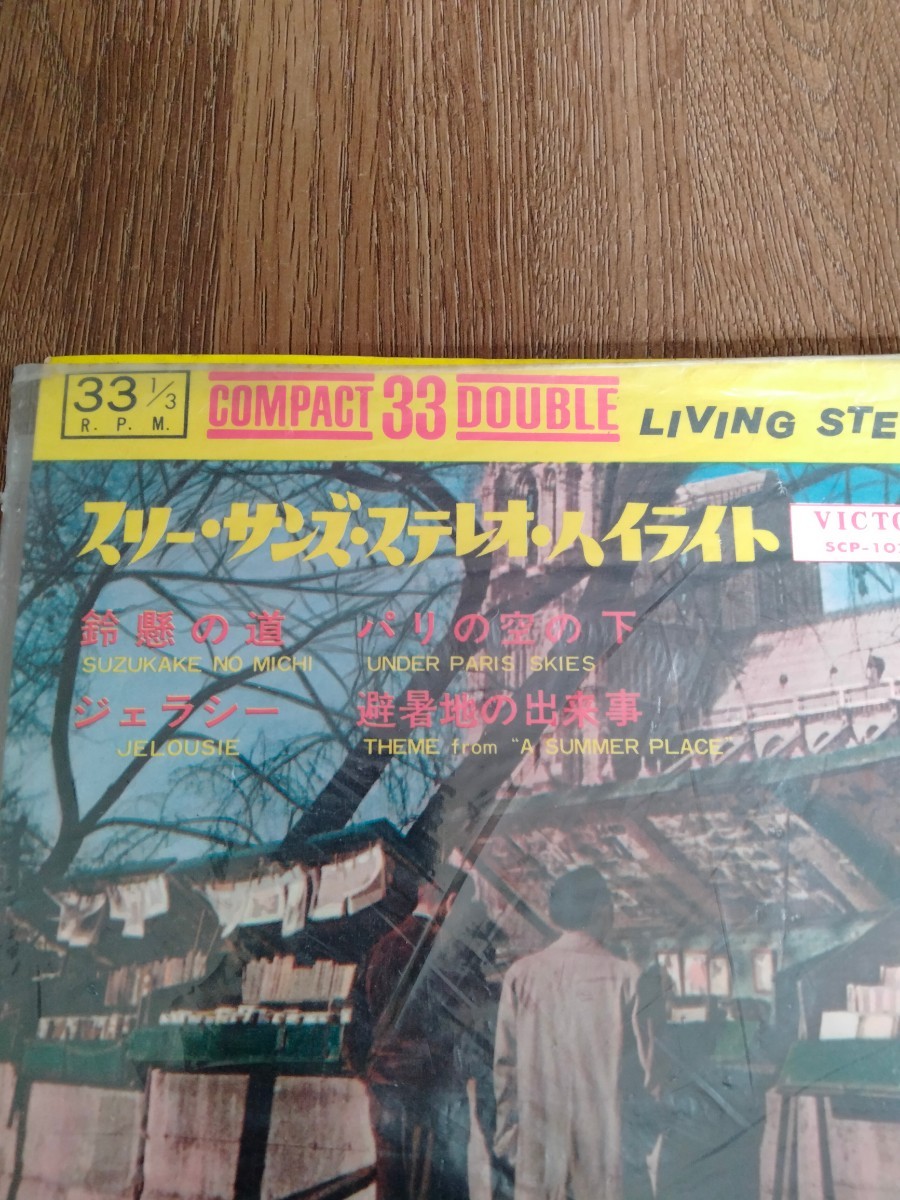 33 1/3
R. P. M.
COMPACT 33 DOUBLE
LIVING STE
スリー・サンズ・ステレオ・ハイライト
VICTO
SCP-10
鈴懸の道
SUZUKAKE NO MICHI
パリの空の下
UNDER PARIS SKIES
ジェラシー
JELOUSIE
避暑地の出来事
THEME from "A SUMMER PLACE"